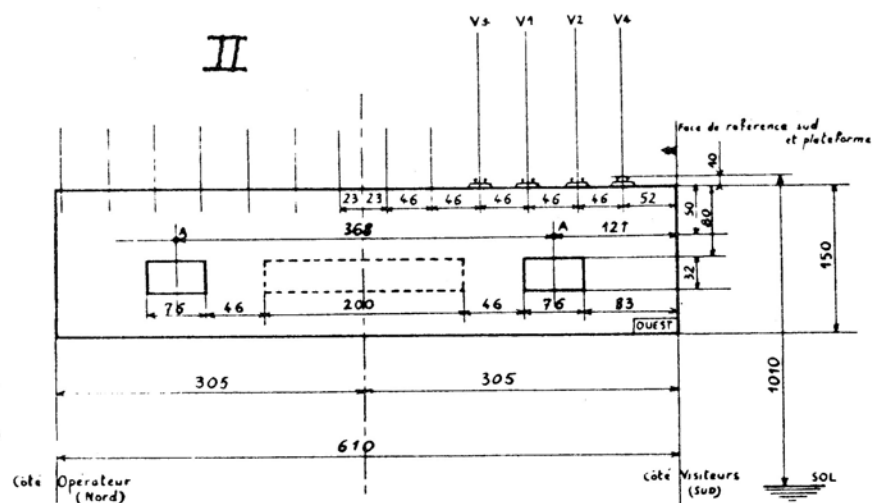 II
V3 V1 V2 V4
Face de reference sud
et plateforme
10
23 23 46 46 46 46 46 52
50
80
A 368 A 121
32
150
76 46 200 46 76 83
OUEST
1010
305 305
610
Côté Opérateur
(Nord)
Côté Visiteurs
(Sud)
SOL